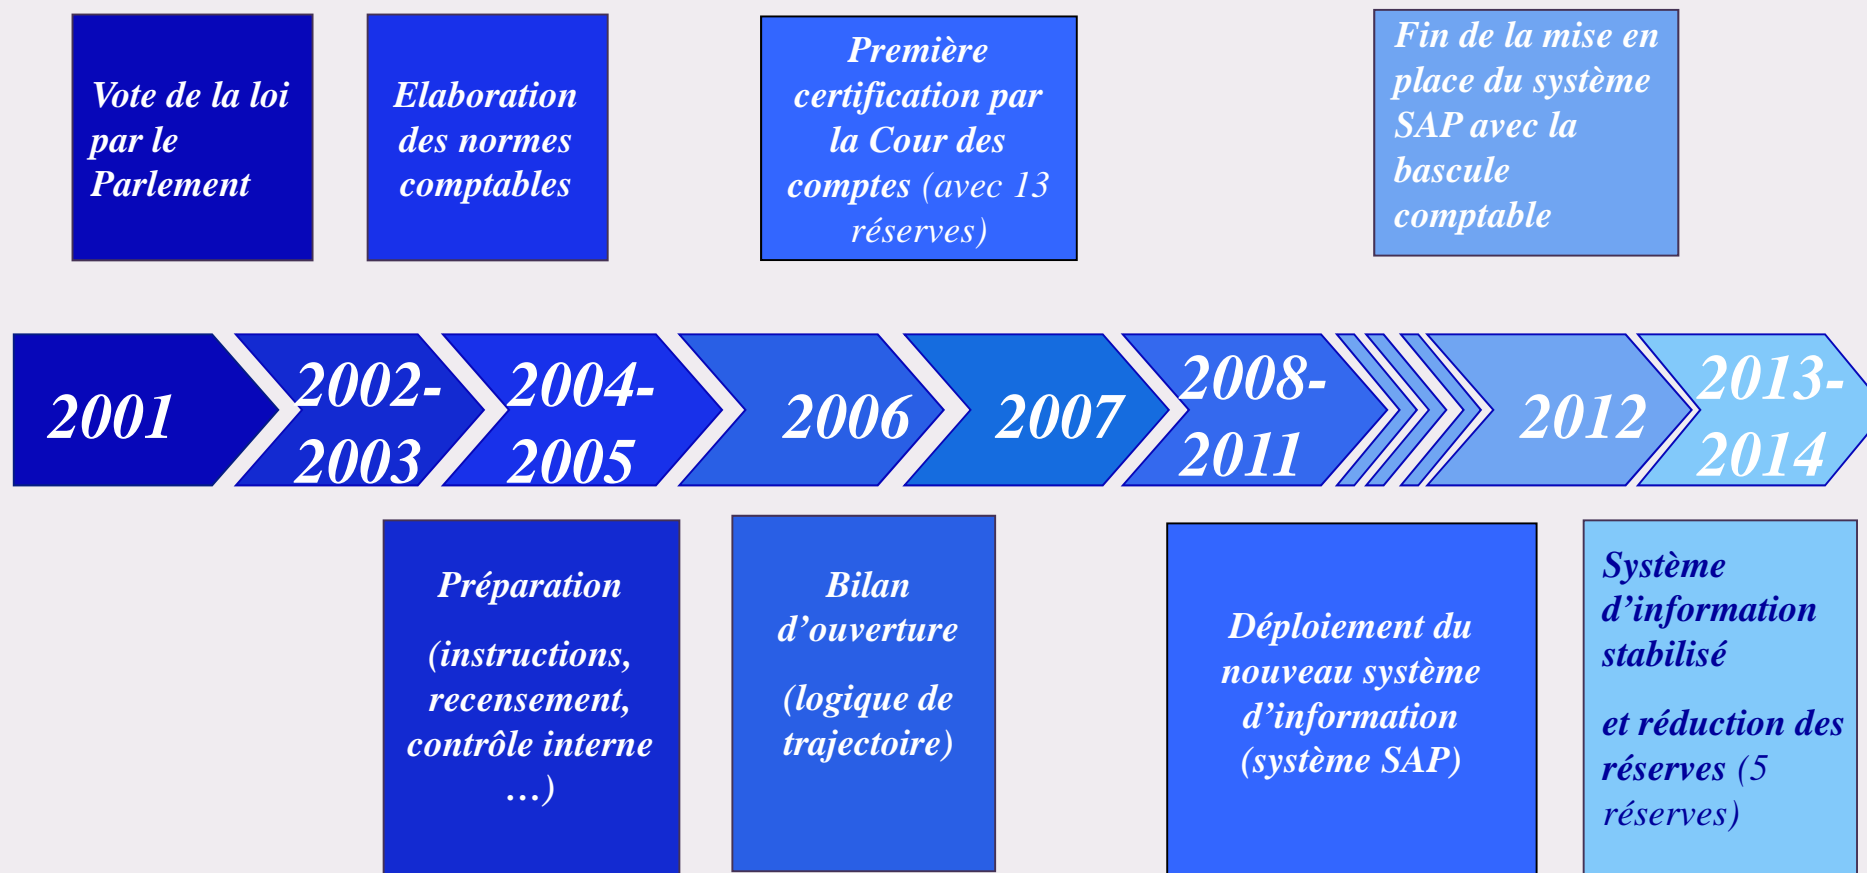 Vote de la loi
par le
Parlement
Elaboration
des normes
comptables
Première
certification par
la Cour des
comptes (avec 13
réserves)
Fin de la mise en
place du système
SAP avec la
bascule
comptable
2001
2002-
2003
2004-
2005
2006
2007
2008-
2011
2012
2013-
2014
Préparation
(instructions,
recensement,
contrôle interne
…)
Bilan
d’ouverture
(logique de
trajectoire)
Déploiement du
nouveau système
d’information
(système SAP)
Système
d’information
stabilisé
et réduction des
réserves (5
réserves)